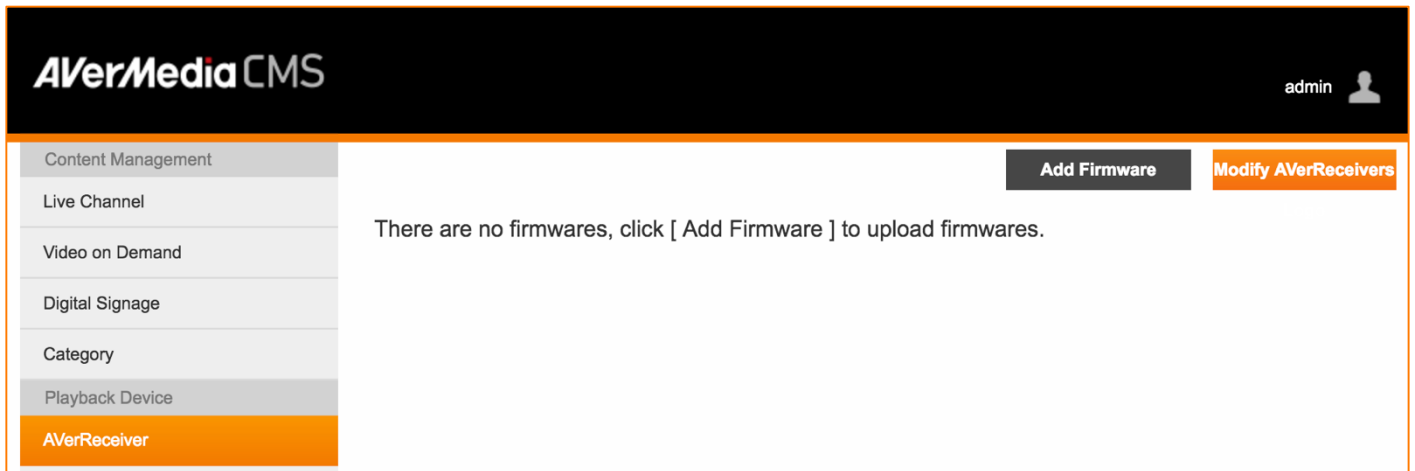 AVerMedia CMS
admin
Content Management
Add Firmware
Modify AVerReceivers
Live Channel
There are no firmwares, click [ Add Firmware ] to upload firmwares.
Video on Demand
Digital Signage
Category
Playback Device
AVerReceiver